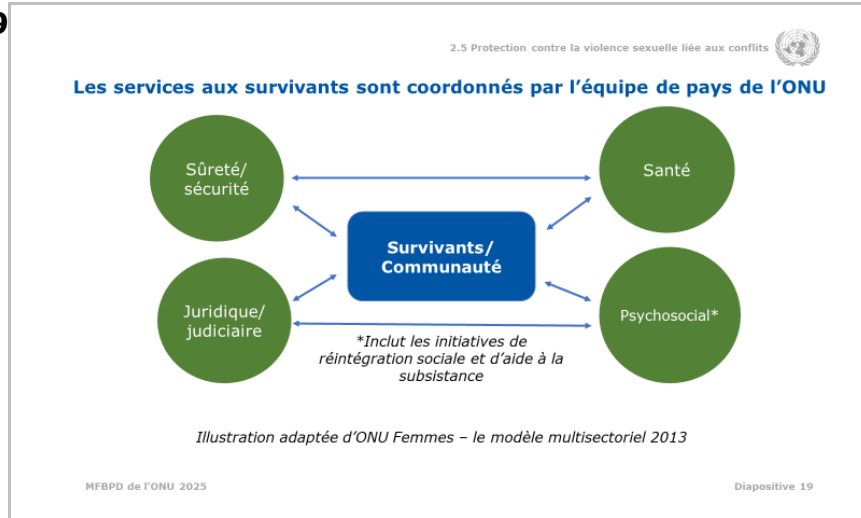 9
2.5 Protection contre la violence sexuelle liée aux conflits
Les services aux survivants sont coordonnés par l’équipe de pays de l’ONU
Sûreté/
sécurité
Santé
Survivants/
Communauté
Juridique/
judiciaire
Psychosocial*
*Inclut les initiatives de
réintégration sociale et d’aide à la
subsistance
Illustration adaptée d’ONU Femmes – le modèle multisectoriel 2013
MFBPD de l’ONU 2025
Diapositive 19